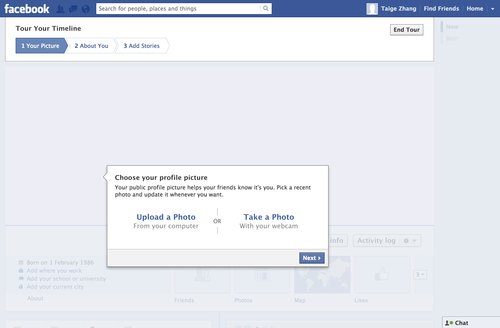 facebook
Search for people, places and things
Taige Zhang Find Friends Home
Tour Your Timeline
End Tour
1 Your Picture 2 About You 3 Add Stories
Now
Choose your profile picture
Your public profile picture helps your friends know it's you. Pick a recent
photo and update it whenever you want.
Upload a Photo
From your computer
OR
Take a Photo
With your webcam
Next
info
Activity log
Born on 1 February 1986
Add where you work
Add your school or university
Add your current city
About
Friends
Photos
Map
Likes
Chat